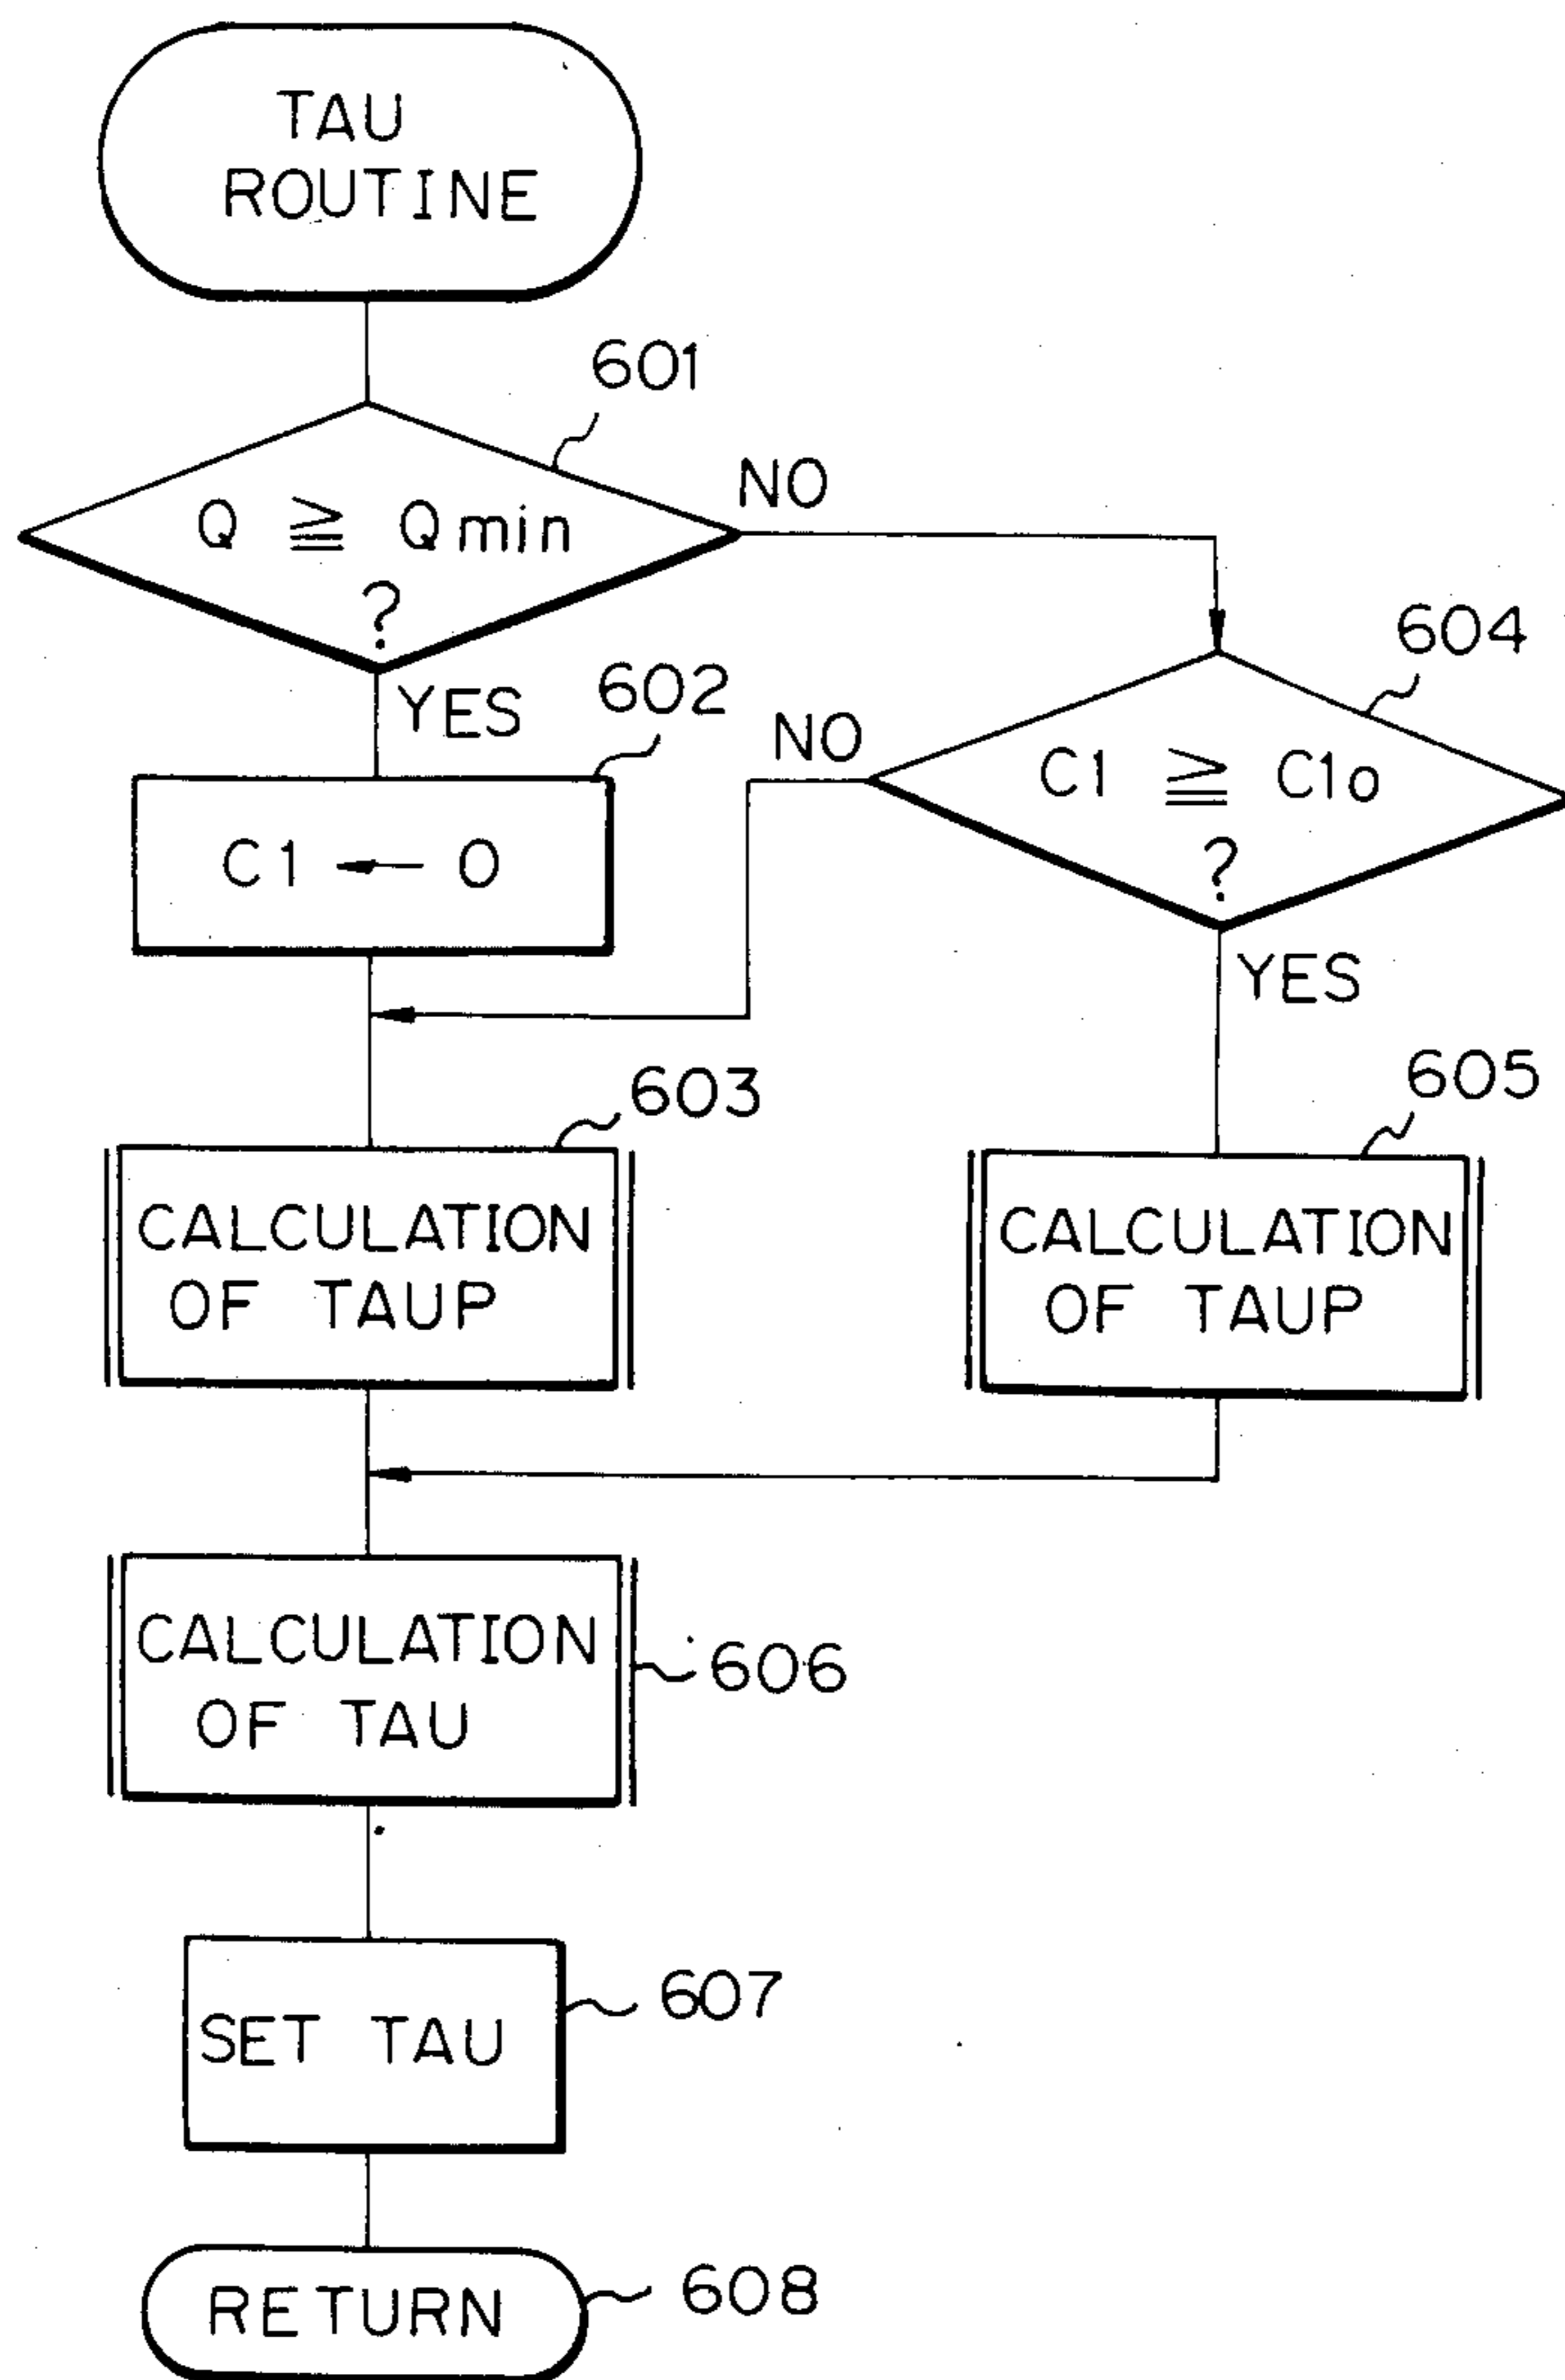 TAU
ROUTINE
601
Q ≧ Qmin
?
NO
YES
602
C1 ← 0
604
NO
C1 ≧ C1o
?
YES
603
CALCULATION
OF TAUP
605
CALCULATION
OF TAUP
CALCULATION
OF TAU
606
SET TAU
607
RETURN
608